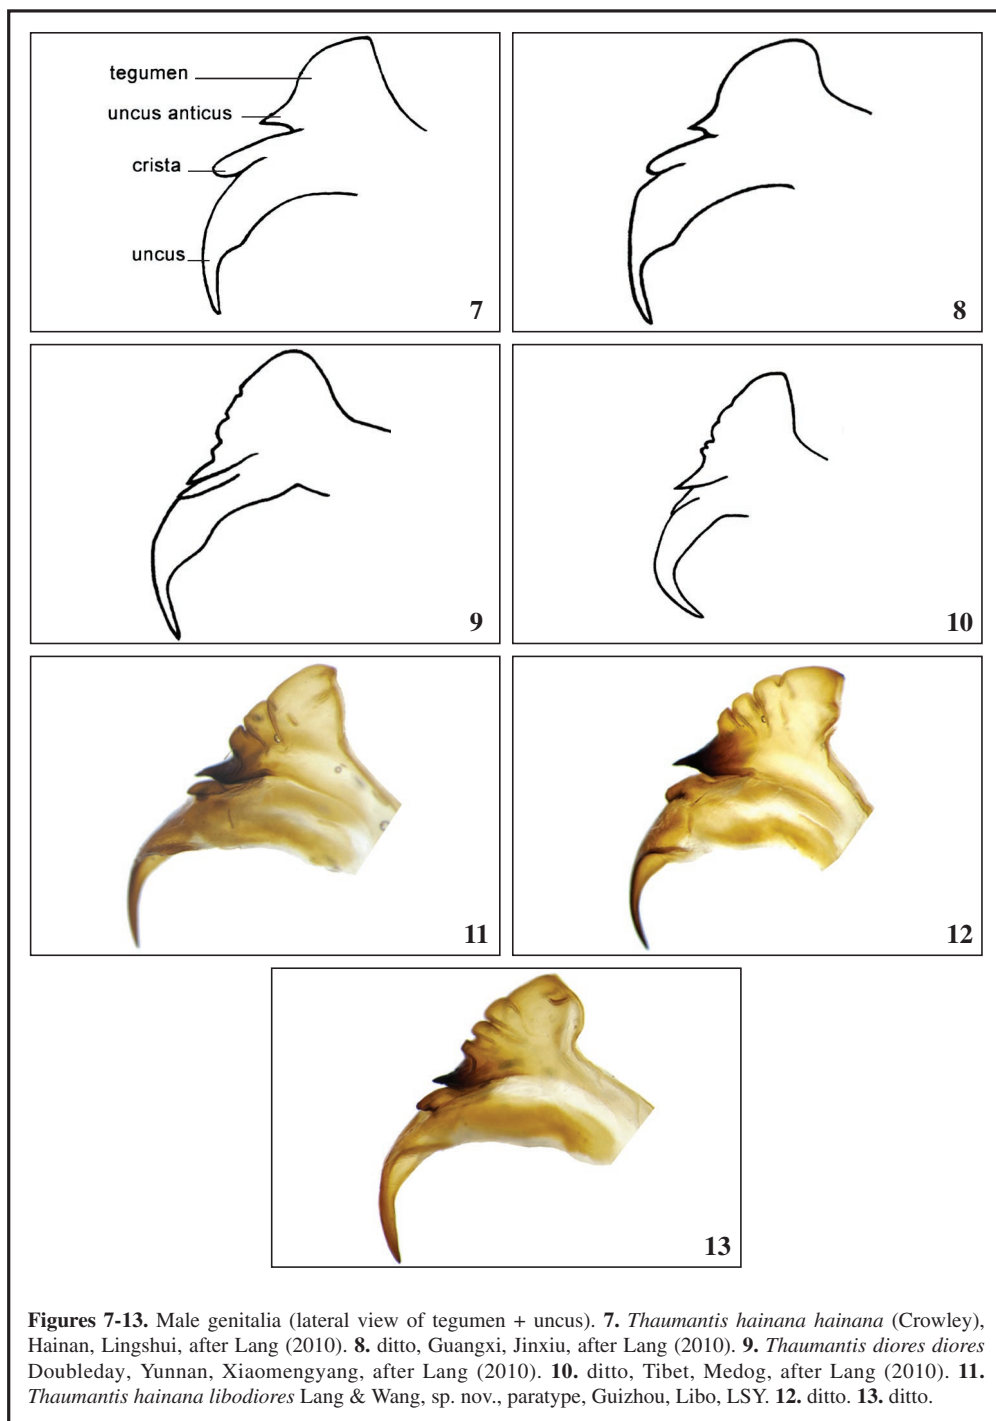 tegumen
uncus anticus
crista
uncus
7
8
9
10
11
12
13
Figures 7-13. Male genitalia (lateral view of tegumen + uncus). 7. Thaumantis hainana hainana (Crowley),
Hainan, Lingshui, after Lang (2010). 8. ditto, Guangxi, Jinxiu, after Lang (2010). 9. Thaumantis diores diores
Doubleday, Yunnan, Xiaomengyang, after Lang (2010). 10. ditto, Tibet, Medog, after Lang (2010). 11.
Thaumantis hainana libodiores Lang & Wang, sp. nov., paratype, Guizhou, Libo, LSY. 12. ditto. 13. ditto.